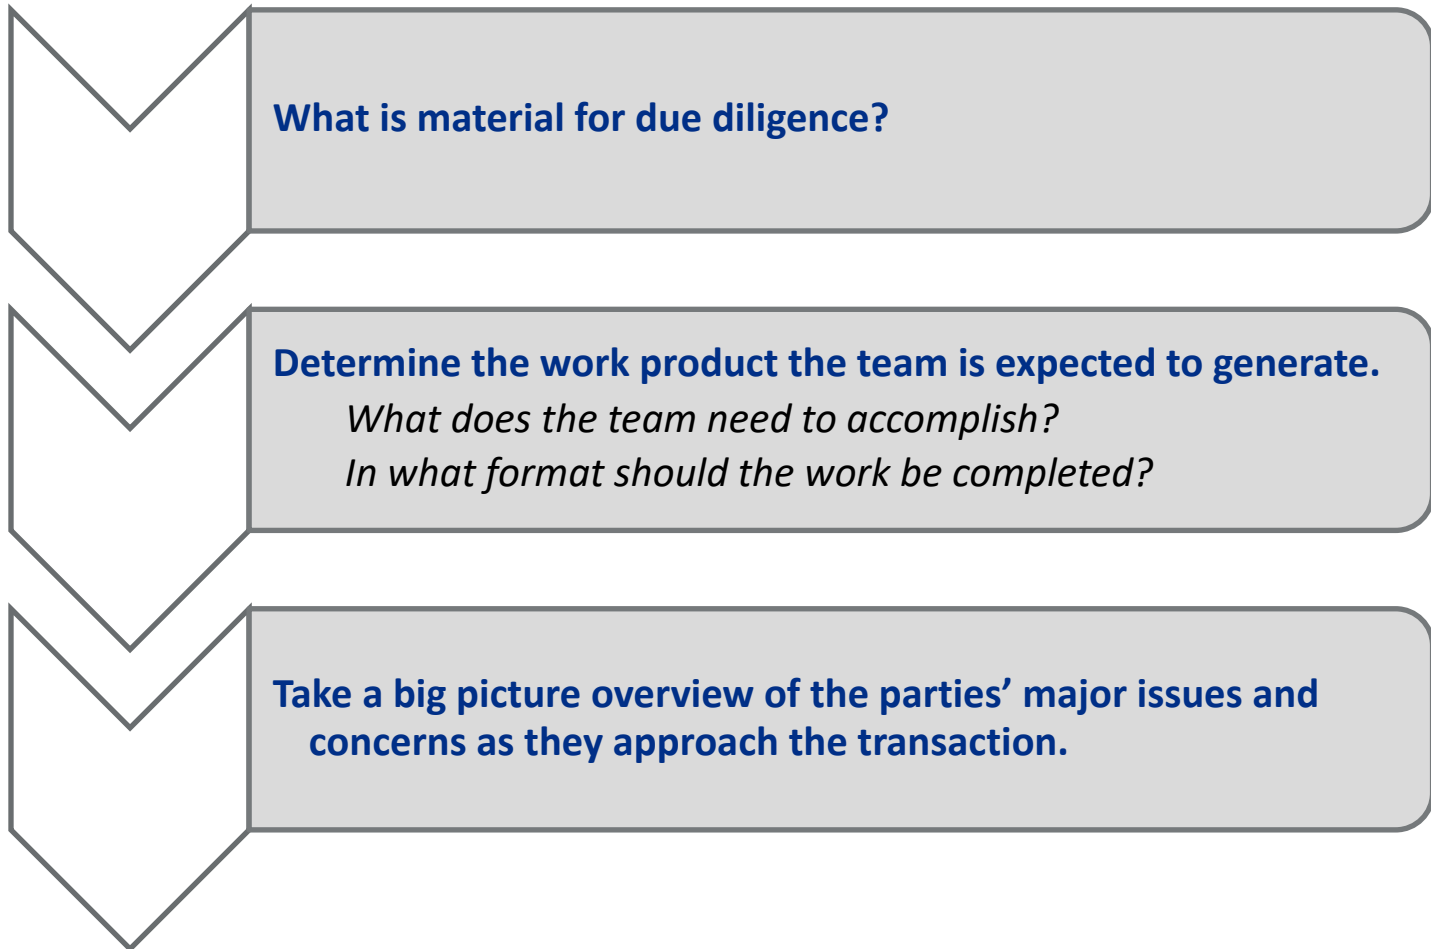 What is material for due diligence?
Determine the work product the team is expected to generate.
What does the team need to accomplish?
In what format should the work be completed?
Take a big picture overview of the parties’ major issues and
concerns as they approach the transaction.